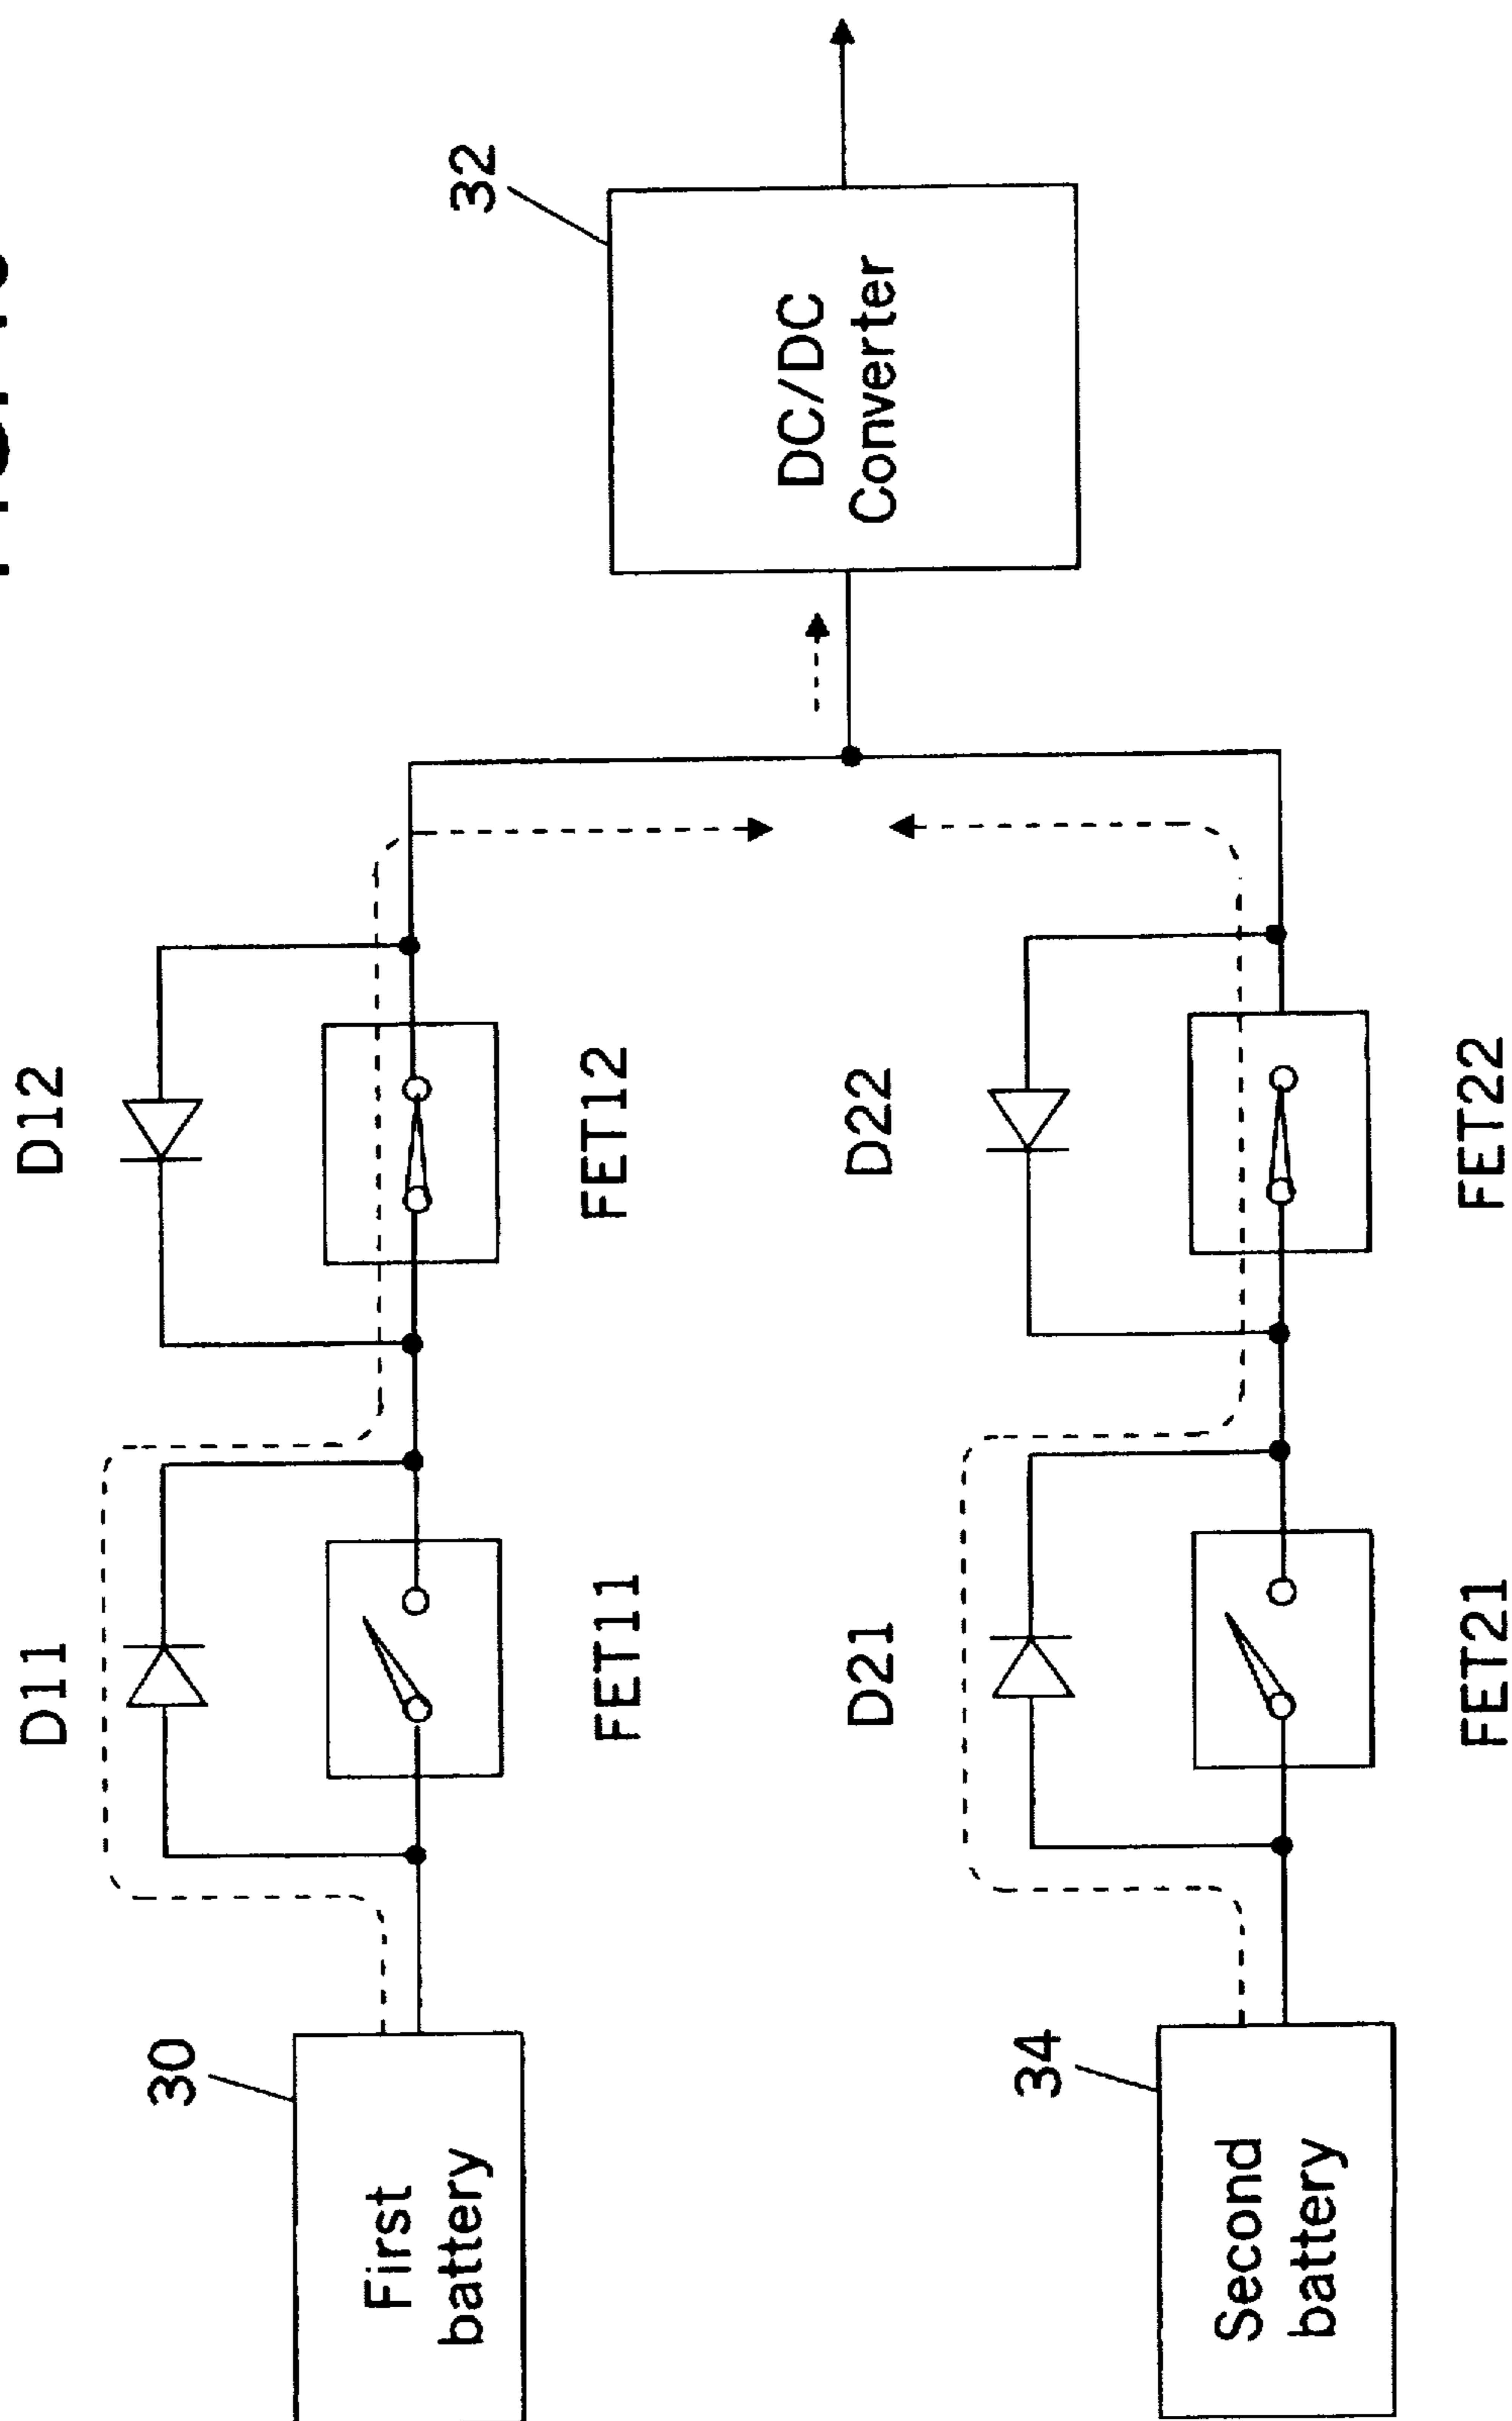 D11
D12
30
First
battery
FET11
FET12
32
DC/DC
Converter
D21
D22
34
Second
battery
FET21
FET22